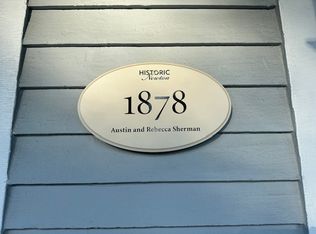 HISTORIC
Newton
1878
Austin and Rebecca Sherman